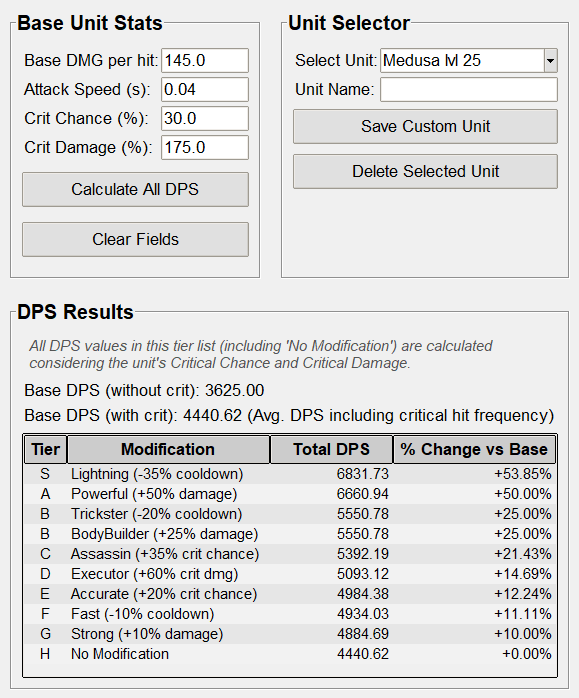 Base Unit Stats
Base DMG per hit: 145.0
Attack Speed (s): 0.04
Crit Chance (%): 30.0
Crit Damage (%): 175.0
Calculate All DPS
Clear Fields
Unit Selector
Select Unit: Medusa M 25
Unit Name:
Save Custom Unit
Delete Selected Unit
DPS Results
All DPS values in this tier list (including 'No Modification') are calculated
considering the unit's Critical Chance and Critical Damage.
Base DPS (without crit): 3625.00
Base DPS (with crit): 4440.62 (Avg. DPS including critical hit frequency)
Tier Modification Total DPS % Change vs Base
S Lightning (-35% cooldown) 6831.73 +53.85%
A Powerful (+50% damage) 6660.94 +50.00%
B Trickster (-20% cooldown) 5550.78 +25.00%
B BodyBuilder (+25% damage) 5550.78 +25.00%
C Assassin (+35% crit chance) 5392.19 +21.43%
D Executor (+60% crit dmg) 5093.12 +14.69%
E Accurate (+20% crit chance) 4984.38 +12.24%
F Fast (-10% cooldown) 4934.03 +11.11%
G Strong (+10% damage) 4884.69 +10.00%
H No Modification 4440.62 +0.00%